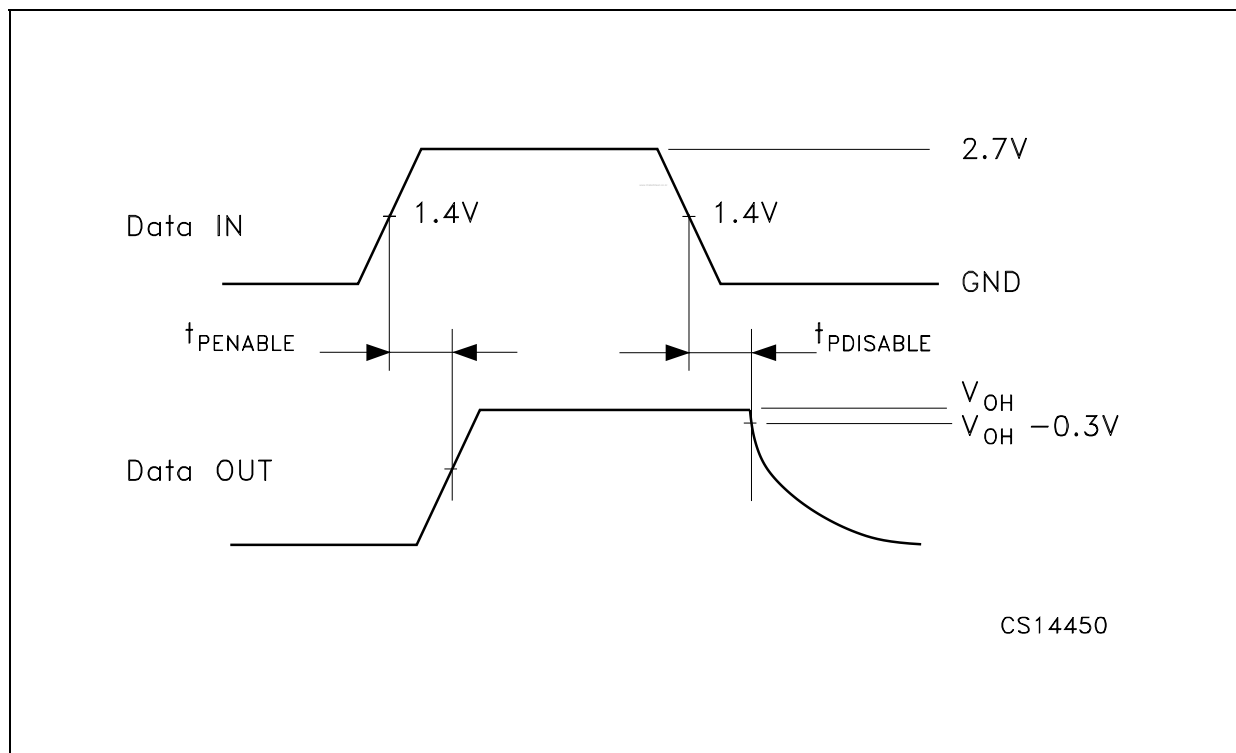 2.7V
1.4V
1.4V
Data IN
GND
tPENABLE
tPDISABLE
VOH
VOH -0.3V
Data OUT
CS14450